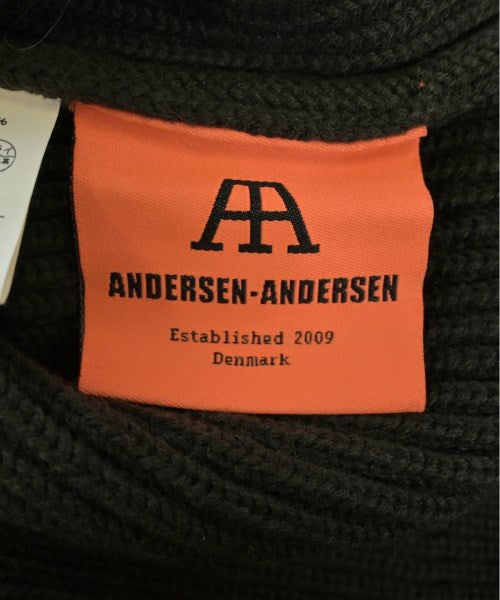 ANDERSEN-ANDERSEN
Established 2009
Denmark